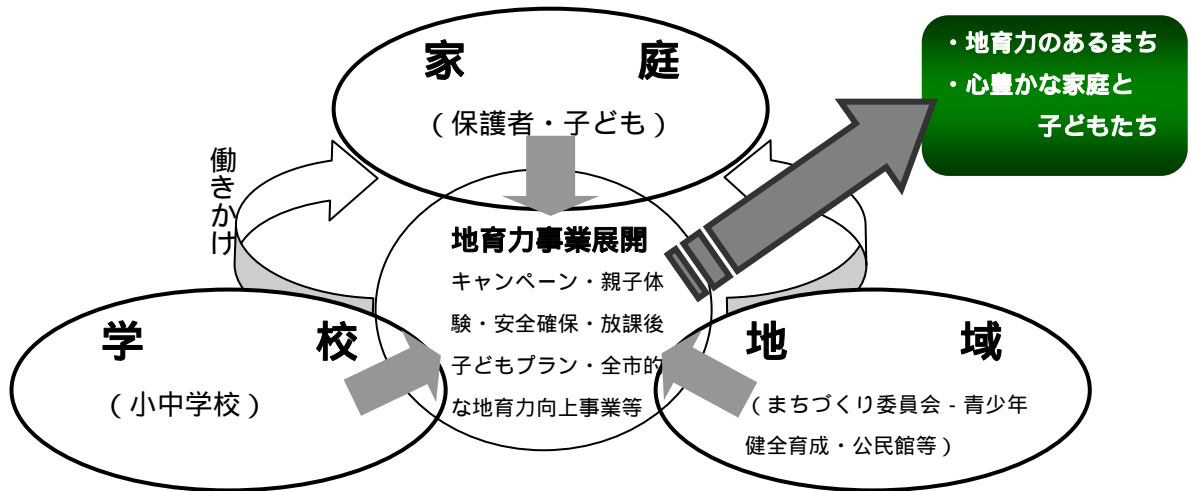 家　庭
（保護者・子ども）
・地育力のあるまち
・心豊かな家庭と
子どもたち
働きかけ
地育力事業展開
キャンペーン・親子体
験・安全確保・放課後
子どもプラン・全市的
な地育力向上事業等
学　校
（小中学校）
地　域
（まちづくり委員会 - 青少年
健全育成・公民館等）